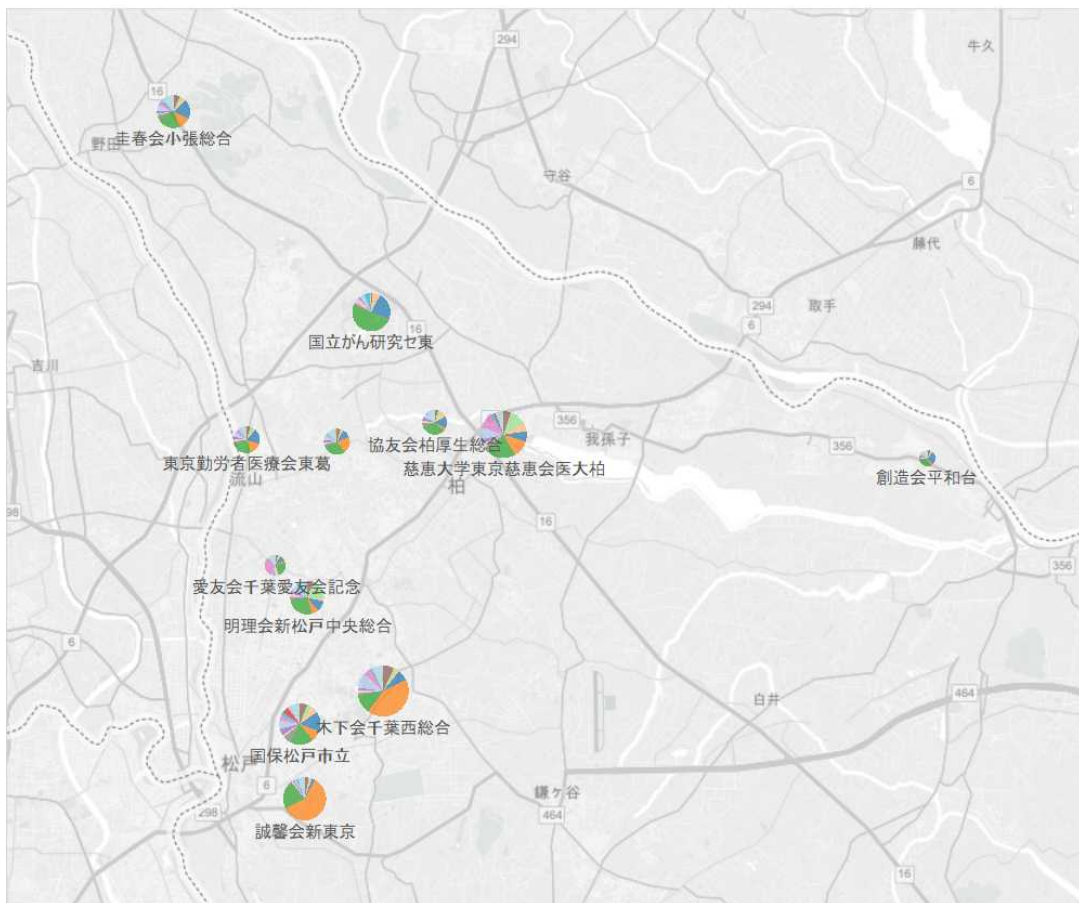 294
牛久
16
圭春会小張総合
野田
守谷
6
藤代
294
取手
6
16
国立がん研究セ東
吉川
356
我孫子
356
協友会柏厚生総合
東京勤労者医療会東葛
慈恵大学東京慈恵会医大柏
創造会平和台
流山
柏
98
16
356
愛友会千葉愛友会記念
明理会新松戸中央総合
6
464
白井
木下会千葉西総合
国保松戸市立
松戸
6
鎌ヶ谷
298
464
誠馨会新東京
16